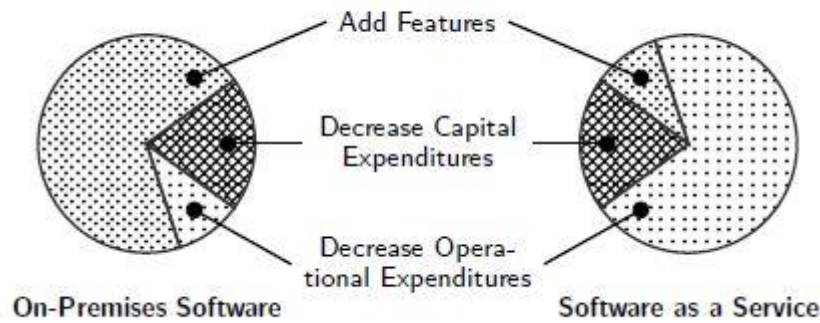 Add Features
Decrease Capital
Expenditures
Decrease Opera-
tional Expenditures
On-Premises Software
Software as a Service